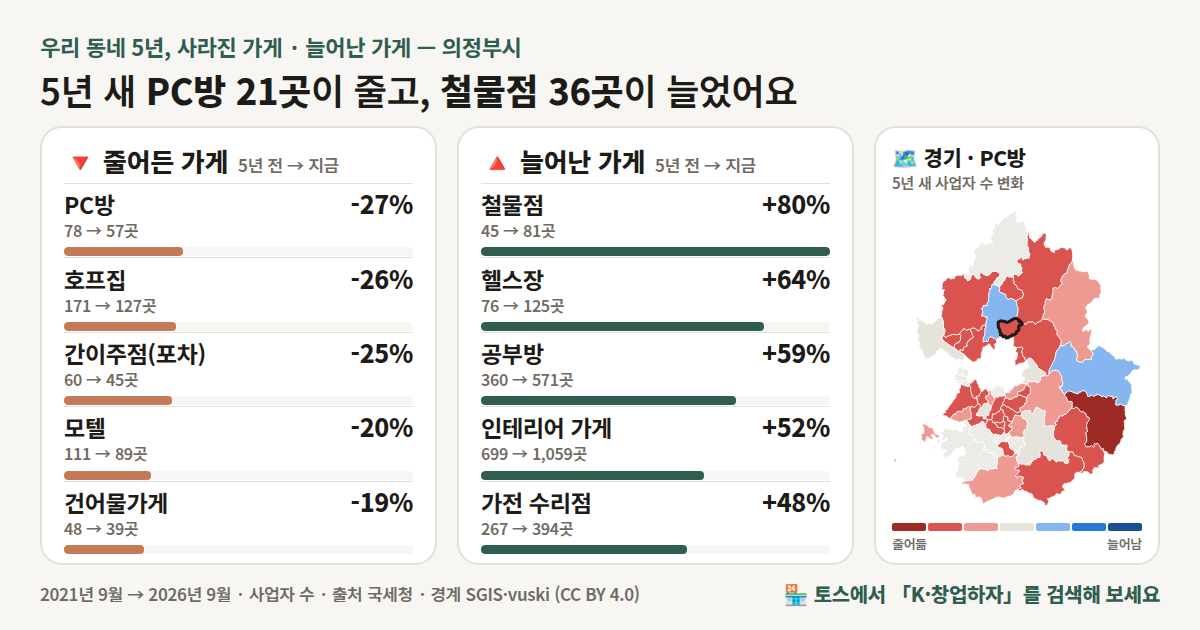 우리 동네 5년, 사라진 가게 · 늘어난 가게 — 의정부시
5년 새 PC방 21곳이 줄고, 철물점 36곳이 늘었어요
🔻 줄어든 가게 5년 전 → 지금
PC방 -27%
78 → 57곳
호프집 -26%
171 → 127곳
간이주점(포차) -25%
60 → 45곳
모텔 -20%
111 → 89곳
건어물가게 -19%
48 → 39곳
🔺 늘어난 가게 5년 전 → 지금
철물점 +80%
45 → 81곳
헬스장 +64%
76 → 125곳
공부방 +59%
360 → 571곳
인테리어 가게 +52%
699 → 1,059곳
가전 수리점 +48%
267 → 394곳
🗺️ 경기 · PC방
5년 새 사업자 수 변화
줄어듦 늘어남
2021년 9월 → 2026년 9월 · 사업자 수 · 출처 국세청 · 경계 SGIS·vuski (CC BY 4.0)
🏪 토스에서 「K·창업하자」를 검색해 보세요